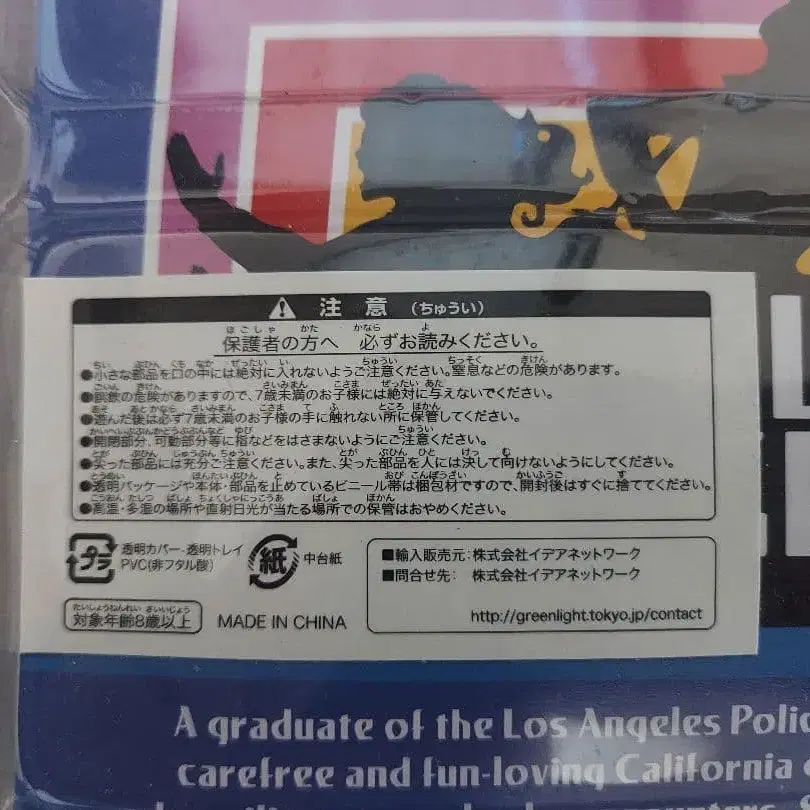 注意(ちゅうい)
保護者の方へ 必ずお読みください。
●小さな部品を口の中には絶対に入れないようご注意ください。窒息などの危険があります。
●誤飲の危険がありますので、7歳未満のお子様には絶対に与えないでください。
●遊んだ後は必ず7歳未満のお子様の手に触れない所に保管してください。
●開閉部分、可動部分等に指などをはさまないようにご注意ください。
●尖った部品には充分ご注意ください。また、尖った部品を人には決して向けないようにしてください。
●透明パッケージや本体・部品を止めているビニール帯は梱包材ですので、開封後はすぐに捨ててください。
●高温・多湿の場所や直射日光が当たる場所での保管はおやめください。
プラ 透明カバー・透明トレイ
PVC(非フタル酸)
紙 中台紙
対象年齢8歳以上
MADE IN CHINA
■輸入販売元:株式会社イデアネットワーク
■問合せ先: 株式会社イデアネットワーク
http://greenlight.tokyo.jp/contact
A graduate of the Los Angeles
carefree and fun-loving California